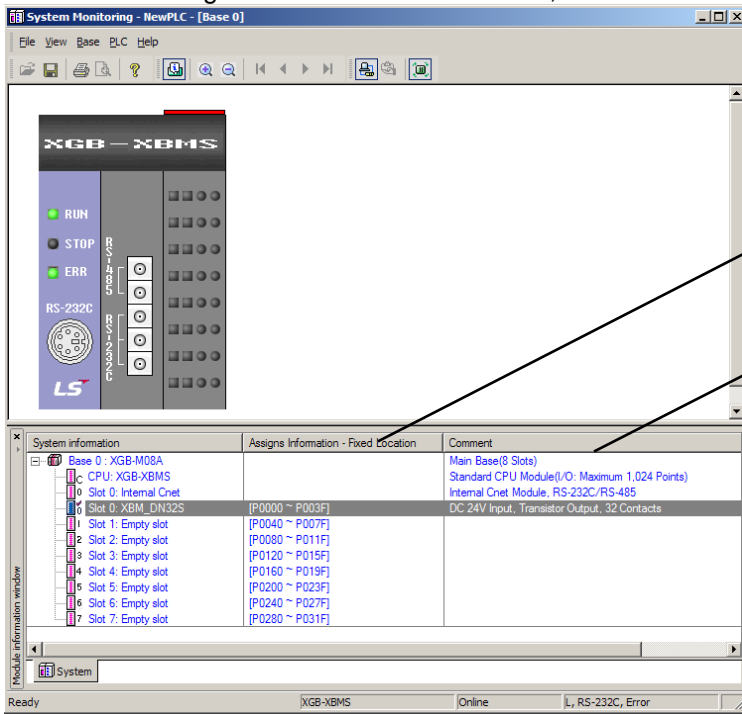 System Monitoring - NewPLC - [Base 0]
File View Base PLC Help
XGB-XBMS
RUN
STOP
ERR
RS-485
RS-232C
RS-232C
LS
System information Assigns Information - Fixed Location Comment
Base 0 : XGB-M08A Main Base(8 Slots)
CPU: XGB-XBMS Standard CPU Module(I/O: Maximum 1,024 Points)
Slot 0: Internal Cnet Internal Cnet Module, RS-232C/RS-485
Slot 0: XBM_DN32S [P0000 ~ P003F] DC 24V Input, Transistor Output, 32 Contacts
Slot 1: Empty slot [P0040 ~ P007F]
Slot 2: Empty slot [P0080 ~ P011F]
Slot 3: Empty slot [P0120 ~ P015F]
Slot 4: Empty slot [P0160 ~ P019F]
Slot 5: Empty slot [P0200 ~ P023F]
Slot 6: Empty slot [P0240 ~ P027F]
Slot 7: Empty slot [P0280 ~ P031F]
Module information window
System
Ready XGB-XBMS Online L, RS-232C, Error